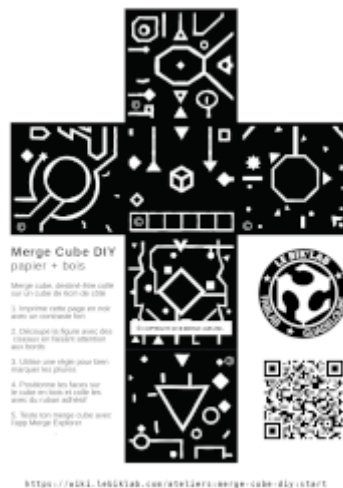 Merge Cube DIY
papier + bois
Merge cube, destiné être collé
sur un cube de bois de côté
1. Imprime cette page en noir
avec un contraste fort
2. Découpe la figure avec des
ciseaux en faisant attention
aux bords
3. Utilise une règle pour bien
marquer les pliures
4. Positionne les faces sur
le cube en bois et colle les
avec du ruban adhésif
5. Teste ton merge cube avec
l'app Merge Explorer
LE BIK'LAB
https://wiki.lebiklab.com/ateliers:merge-cube-diy:start